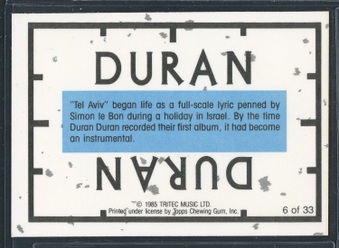 DURAN
"Tel Aviv" began life as a full-scale lyric penned by
Simon le Bon during a holiday in Israel. By the time
Duran Duran recorded their first album, it had become
an instrumental.
DURAN
© 1985 TRITEC MUSIC LTD.
Printed under license by Topps Chewing Gum, Inc.
6 of 33